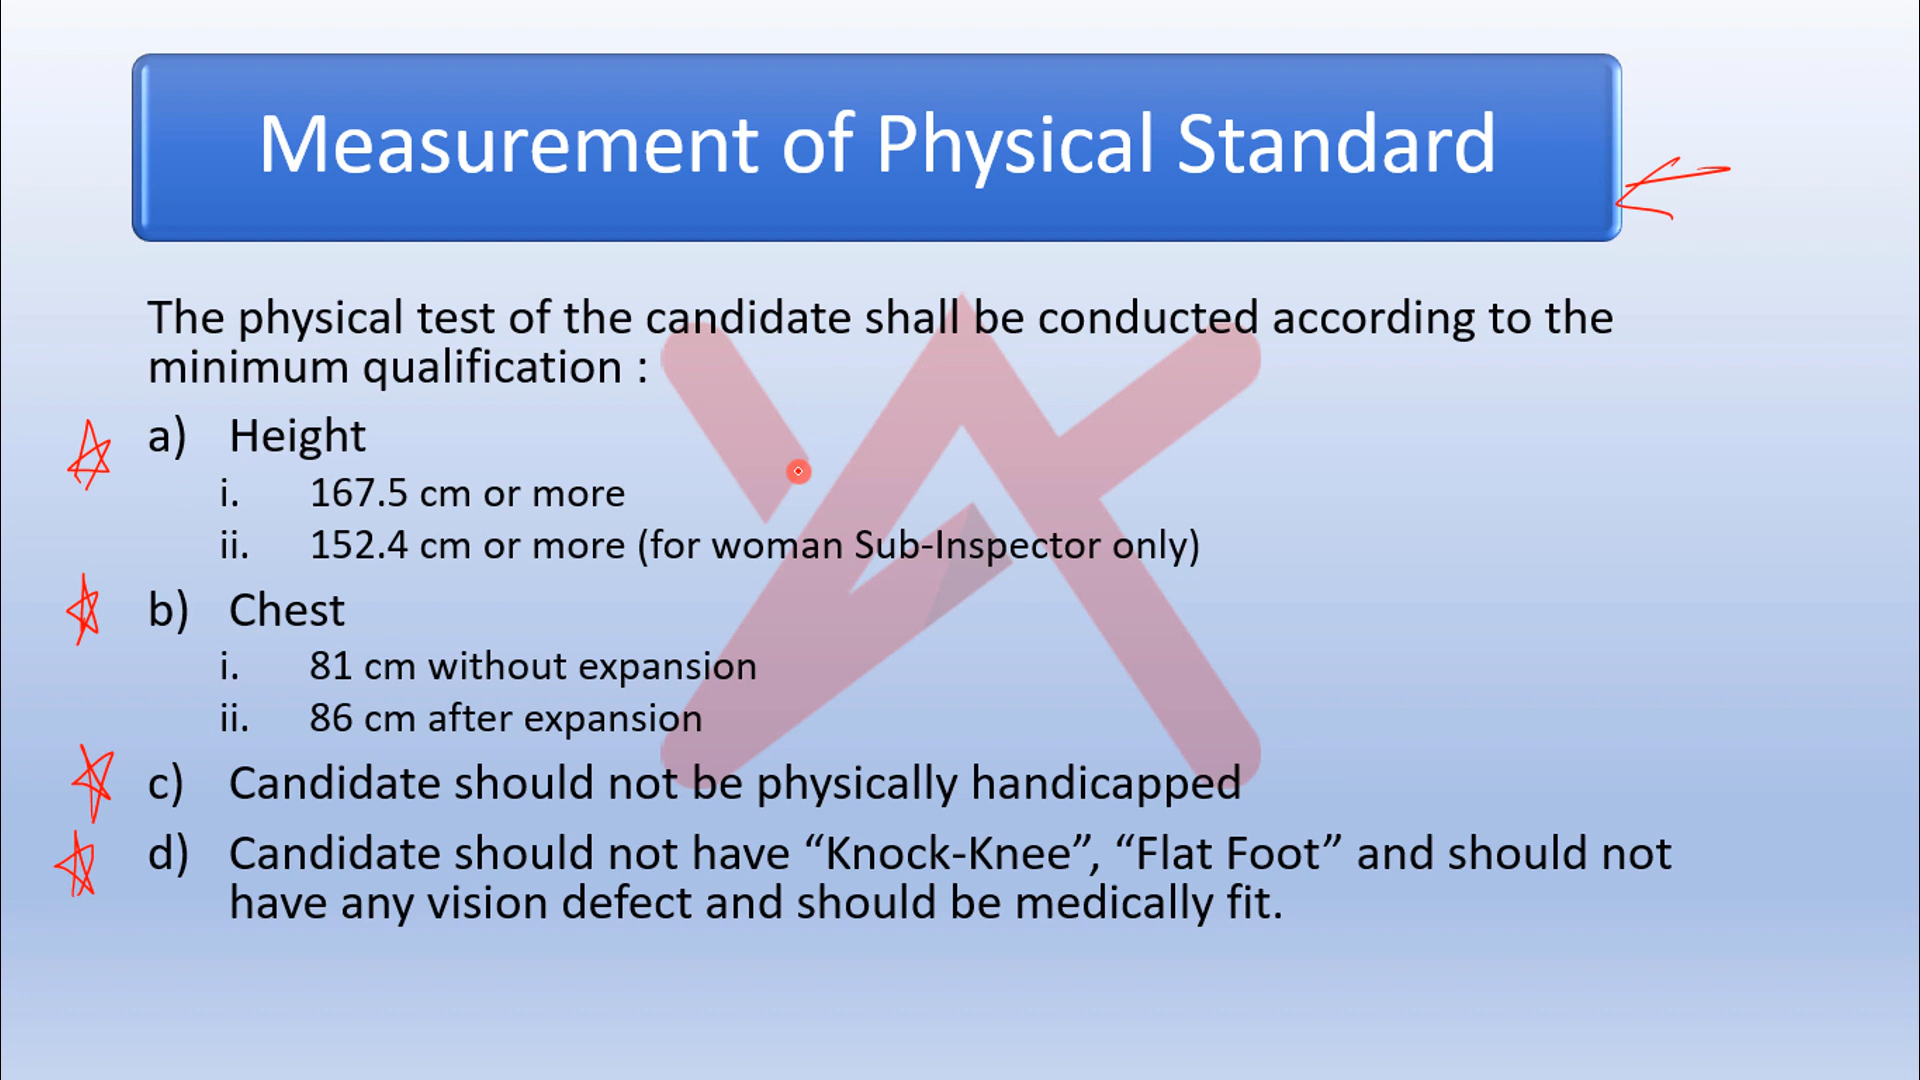 Measurement of Physical Standard
The physical test of the candidate shall be conducted according to the
minimum qualification :
a) Height
i. 167.5 cm or more
ii. 152.4 cm or more (for woman Sub-Inspector only)
b) Chest
i. 81 cm without expansion
ii. 86 cm after expansion
c) Candidate should not be physically handicapped
d) Candidate should not have “Knock-Knee”, “Flat Foot” and should not
have any vision defect and should be medically fit.